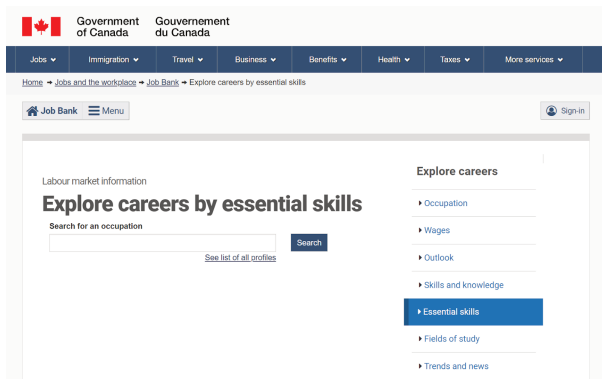 Government of Canada
Gouvernement du Canada
Jobs Immigration Travel Business Benefits Health Taxes More services
Home → Jobs and the workplace → Job Bank → Explore careers by essential skills
Job Bank Menu Sign-in
Labour market information
Explore careers by essential skills
Search for an occupation
Search
See list of all profiles
Explore careers
Occupation
Wages
Outlook
Skills and knowledge
Essential skills
Fields of study
Trends and news